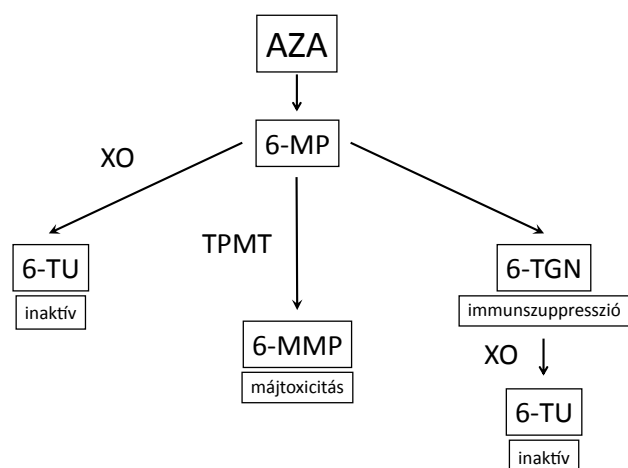 AZA
6-MP
XO
TPMT
6-TU
inaktív
6-MMP
májtoxicitás
6-TGN
immunszuppresszió
XO
6-TU
inaktív